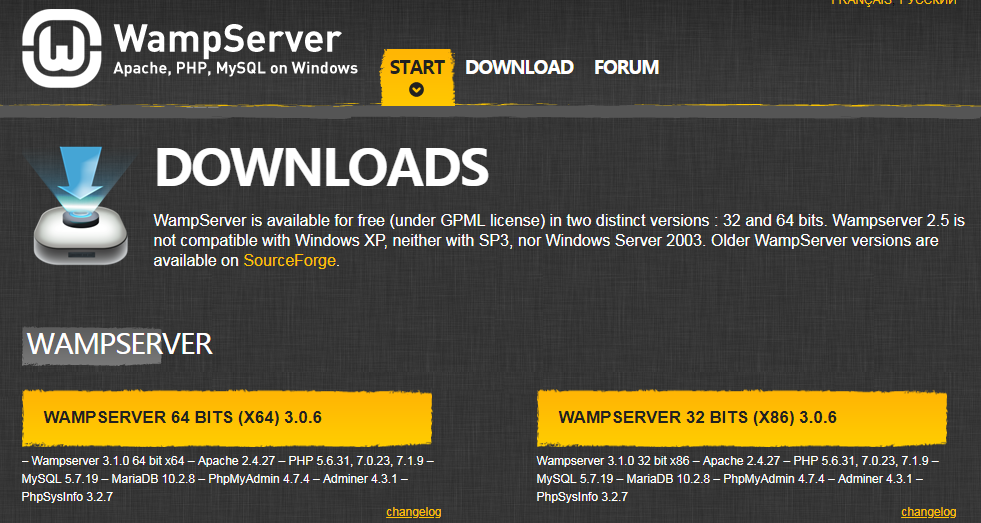 FRANÇAIS РУССКИЙ
WampServer
Apache, PHP, MySQL on Windows
START
DOWNLOAD
FORUM
DOWNLOADS
WampServer is available for free (under GPML license) in two distinct versions : 32 and 64 bits. Wampserver 2.5 is
not compatible with Windows XP, neither with SP3, nor Windows Server 2003. Older WampServer versions are
available on SourceForge.
WAMPSERVER
WAMPSERVER 64 BITS (X64) 3.0.6
– Wampserver 3.1.0 64 bit x64 – Apache 2.4.27 – PHP 5.6.31, 7.0.23, 7.1.9 –
MySQL 5.7.19 – MariaDB 10.2.8 – PhpMyAdmin 4.7.4 – Adminer 4.3.1 –
PhpSysInfo 3.2.7
changelog
WAMPSERVER 32 BITS (X86) 3.0.6
Wampserver 3.1.0 32 bit x86 – Apache 2.4.27 – PHP 5.6.31, 7.0.23, 7.1.9 –
MySQL 5.7.19 – MariaDB 10.2.8 – PhpMyAdmin 4.7.4 – Adminer 4.3.1 –
PhpSysInfo 3.2.7
changelog